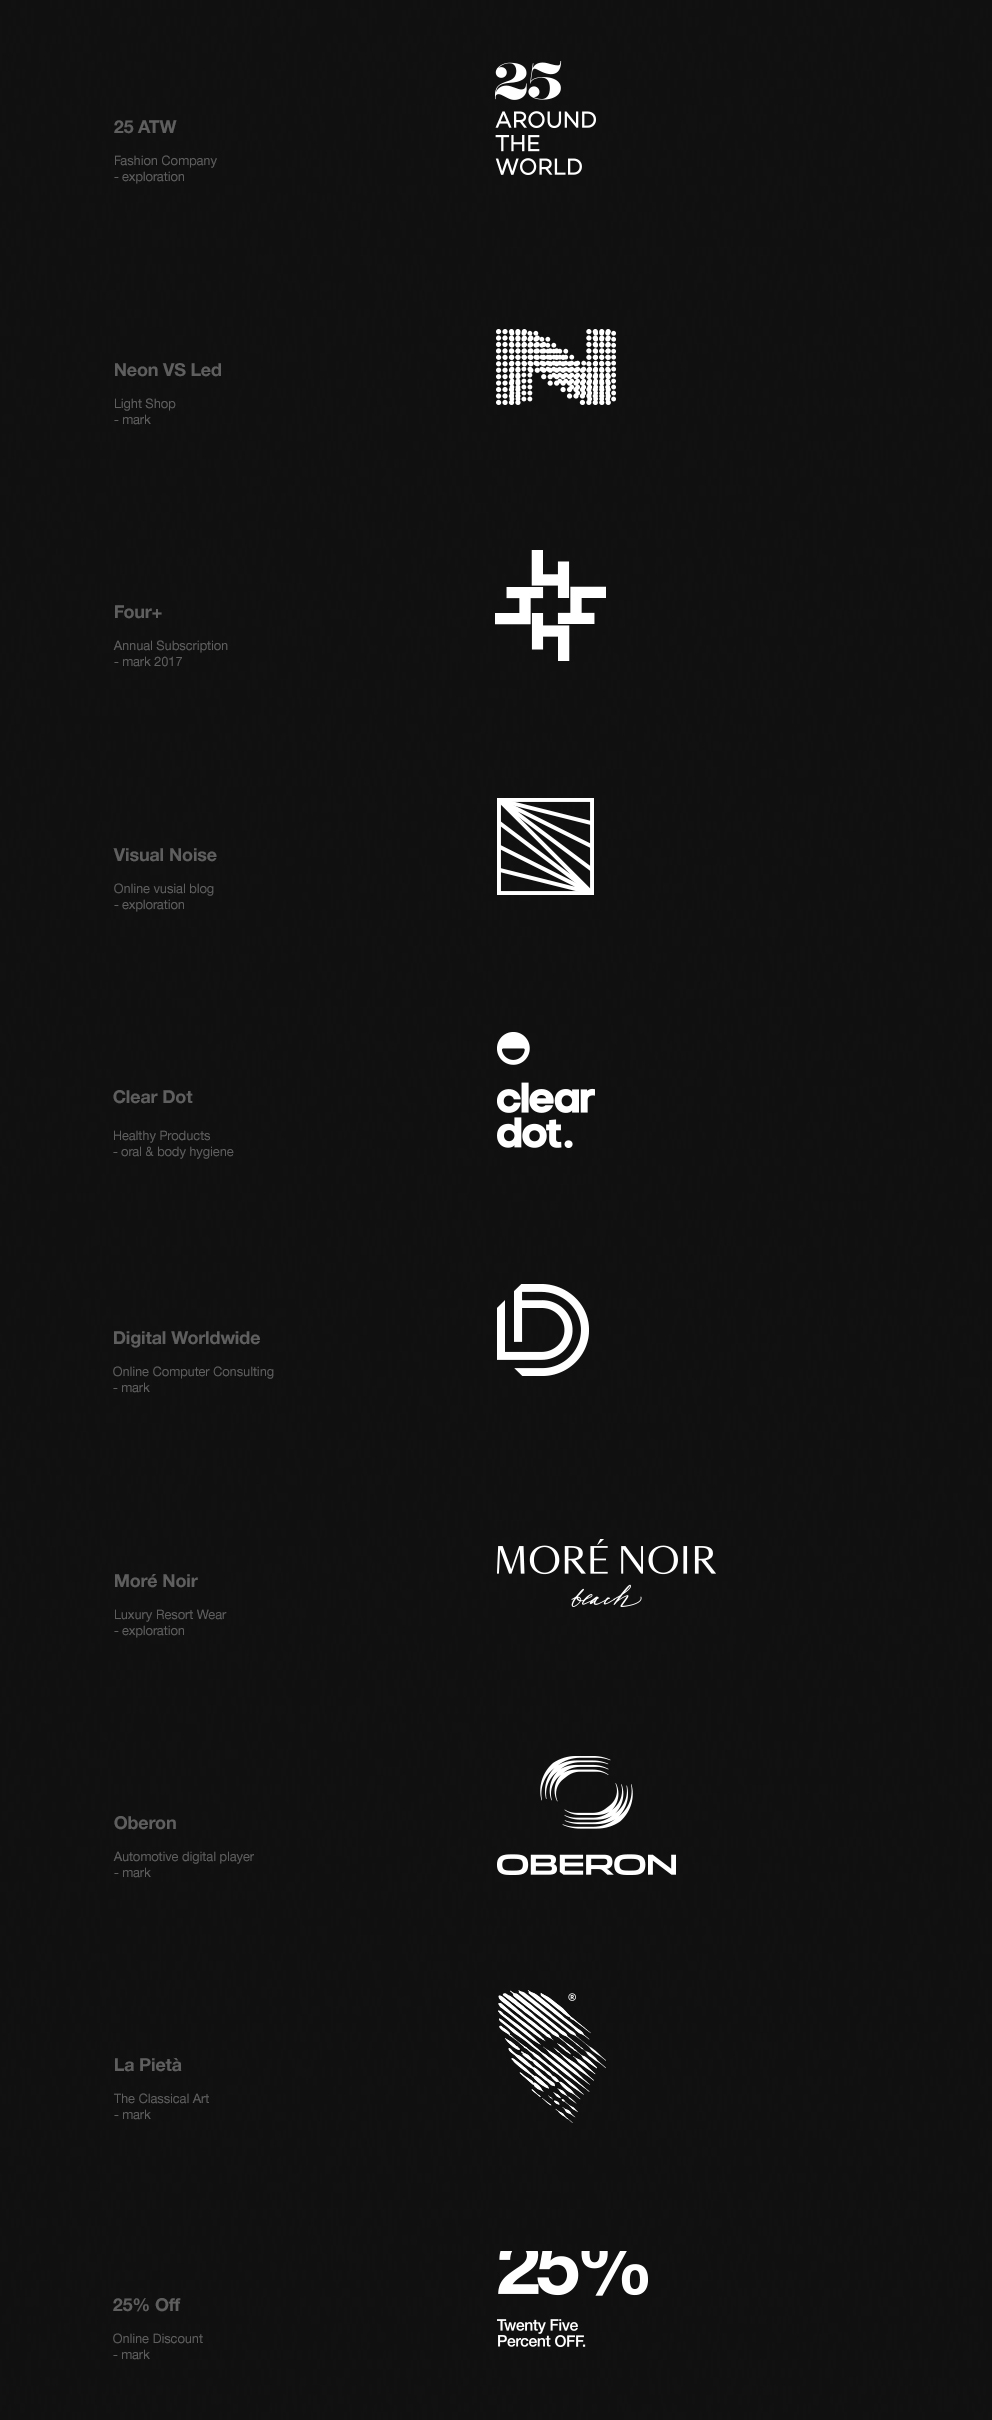 25
AROUND
THE
WORLD
25 ATW
Fashion Company
- exploration
N
Neon VS Led
Light Shop
- mark
Four+
Annual Subscription
- mark 2017
Visual Noise
Online vusial blog
- exploration
clear
dot.
Clear Dot
Healthy Products
- oral & body hygiene
D
Digital Worldwide
Online Computer Consulting
- mark
MORÉ NOIR
beach
Moré Noir
Luxury Resort Wear
- exploration
OBERON
Oberon
Automotive digital player
- mark
®
La Pietà
The Classical Art
- mark
25%
Twenty Five
Percent OFF.
25% Off
Online Discount
- mark